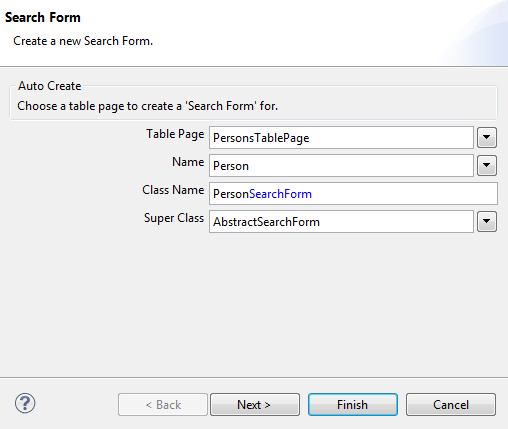 Search Form
Create a new Search Form.
Auto Create
Choose a table page to create a 'Search Form' for.
Table Page PersonsTablePage
Name Person
Class Name PersonSearchForm
Super Class AbstractSearchForm
? < Back Next > Finish Cancel